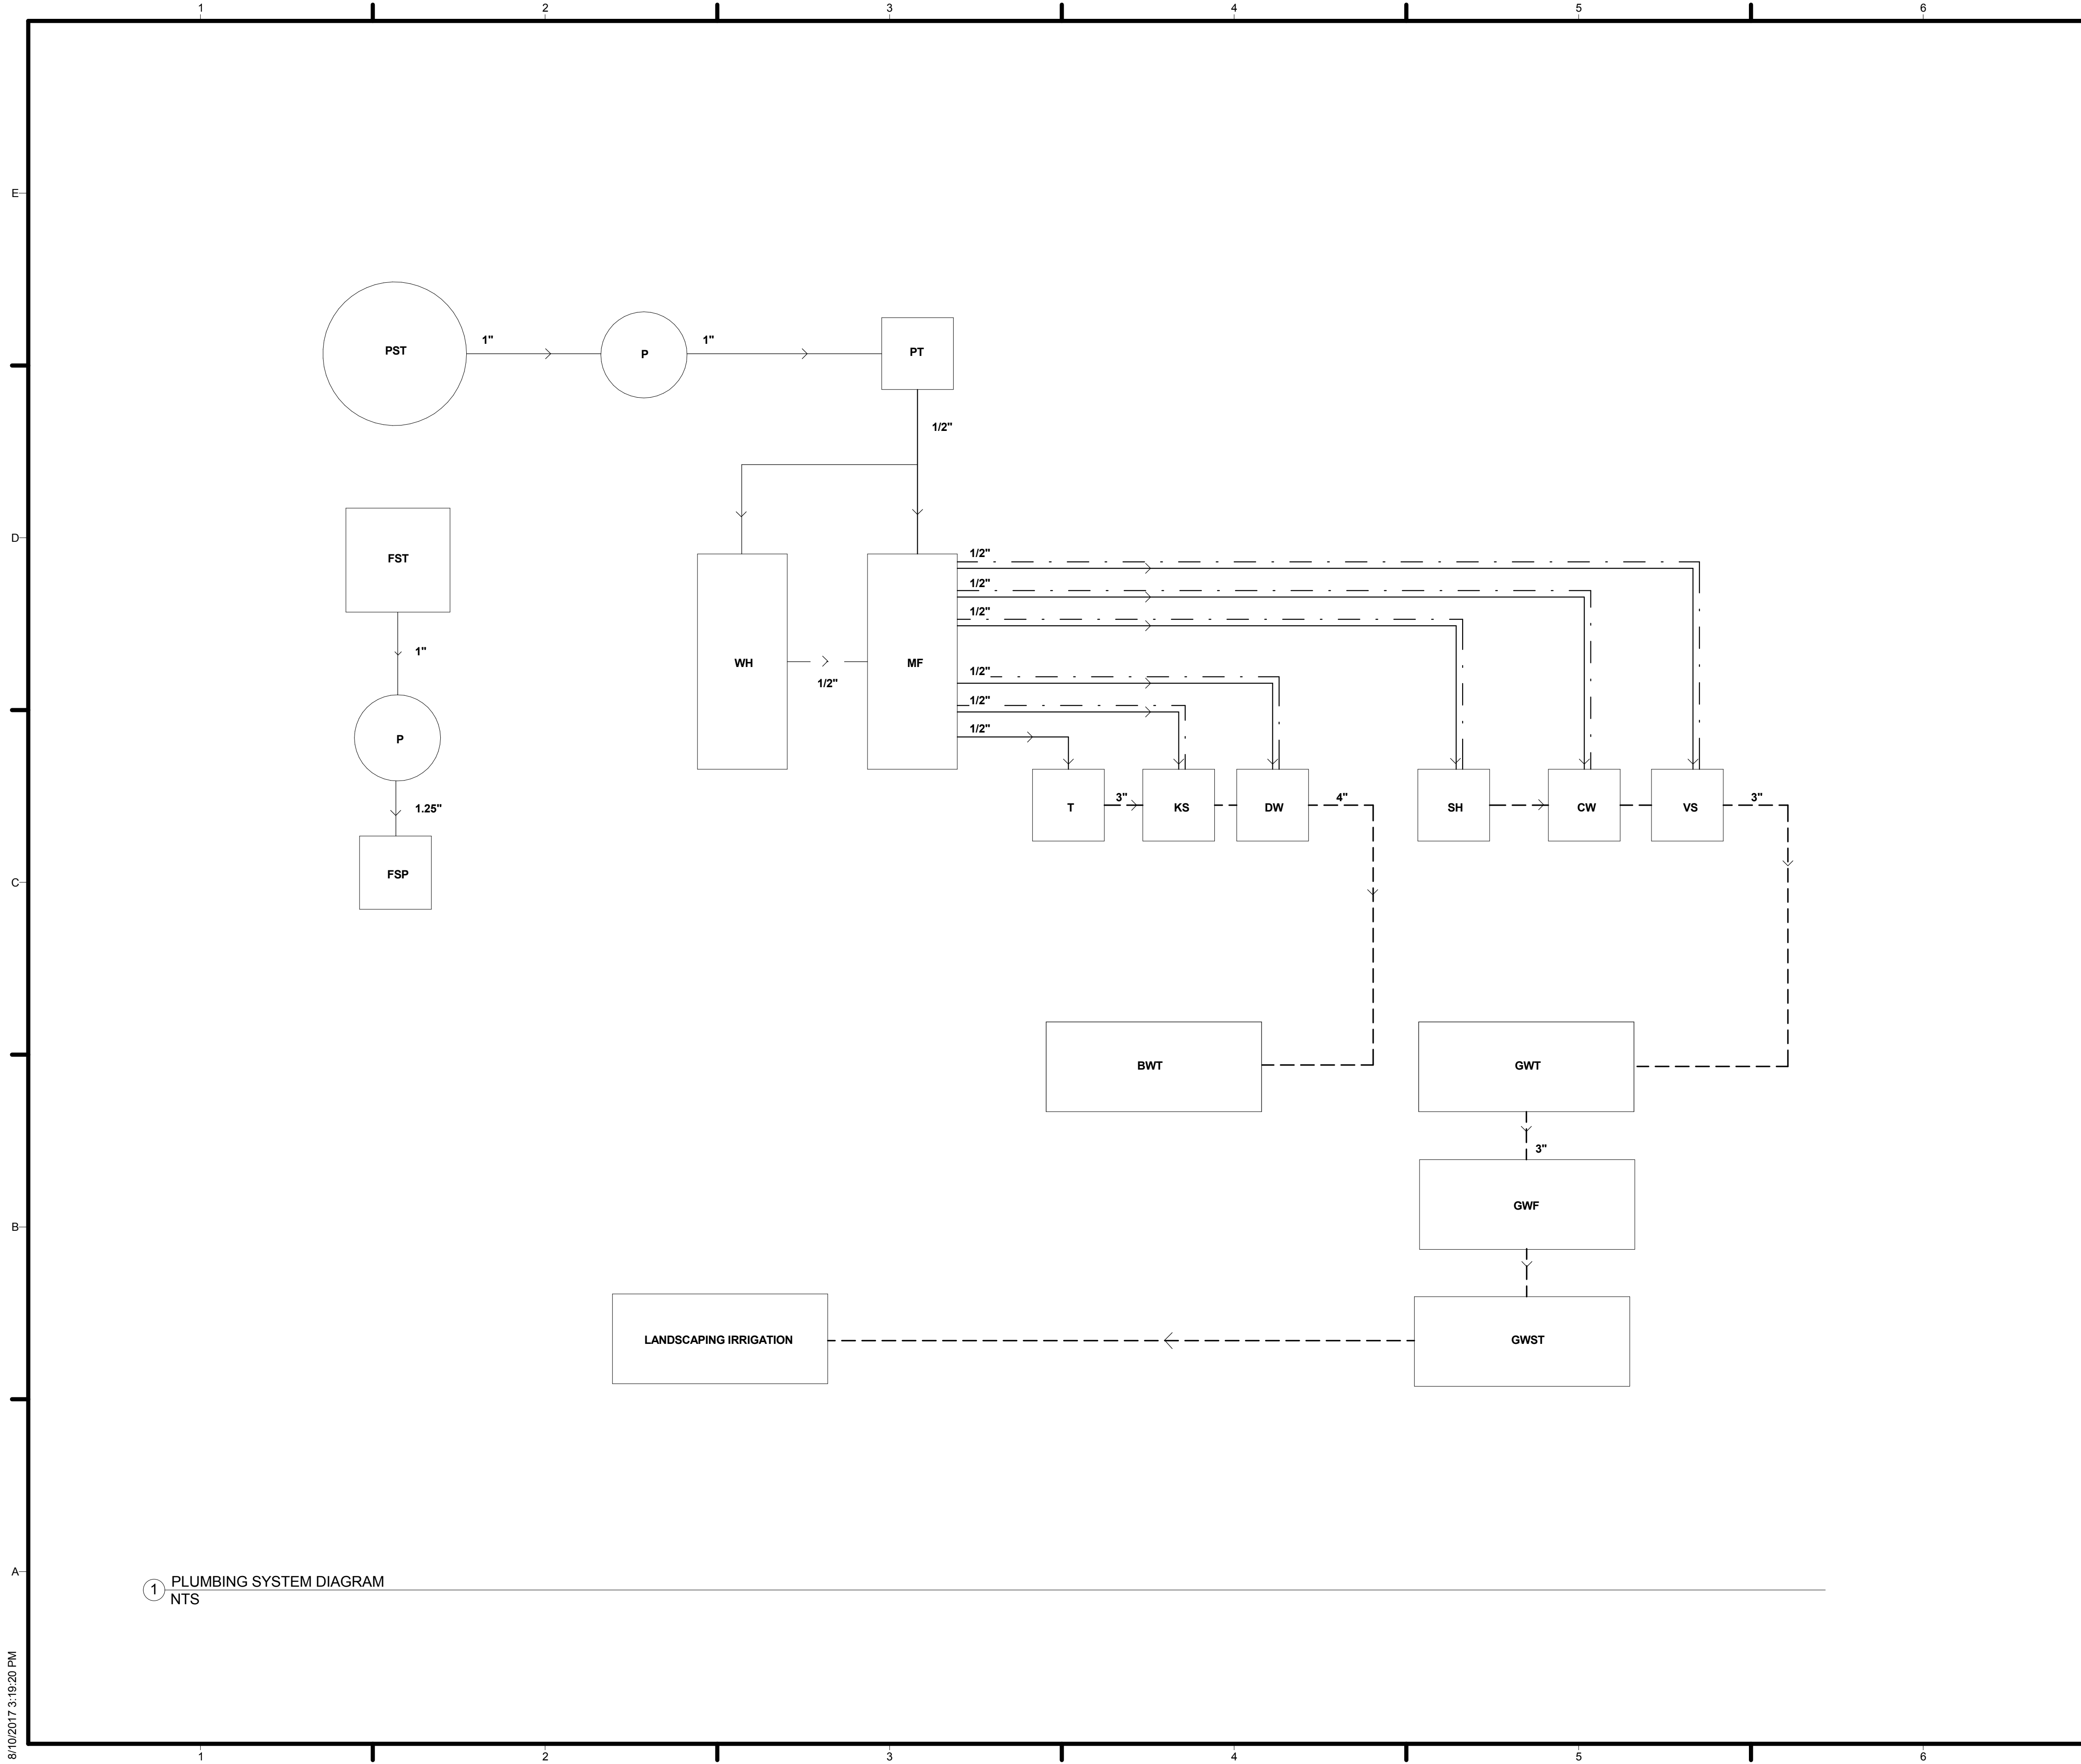 1 2 3 4 5 6
E
PST 1" P 1" PT
1/2"
D
FST
1"
P
1.25"
FSP
WH
1/2"
MF
1/2"
1/2"
1/2"
1/2"
1/2"
1/2"
T 3" KS DW 4" SH CW VS 3"
C
BWT GWT
3"
GWF
B
LANDSCAPING IRRIGATION GWST
A
1 PLUMBING SYSTEM DIAGRAM
NTS
8/10/2017 3:19:20 PM
1 2 3 4 5 6